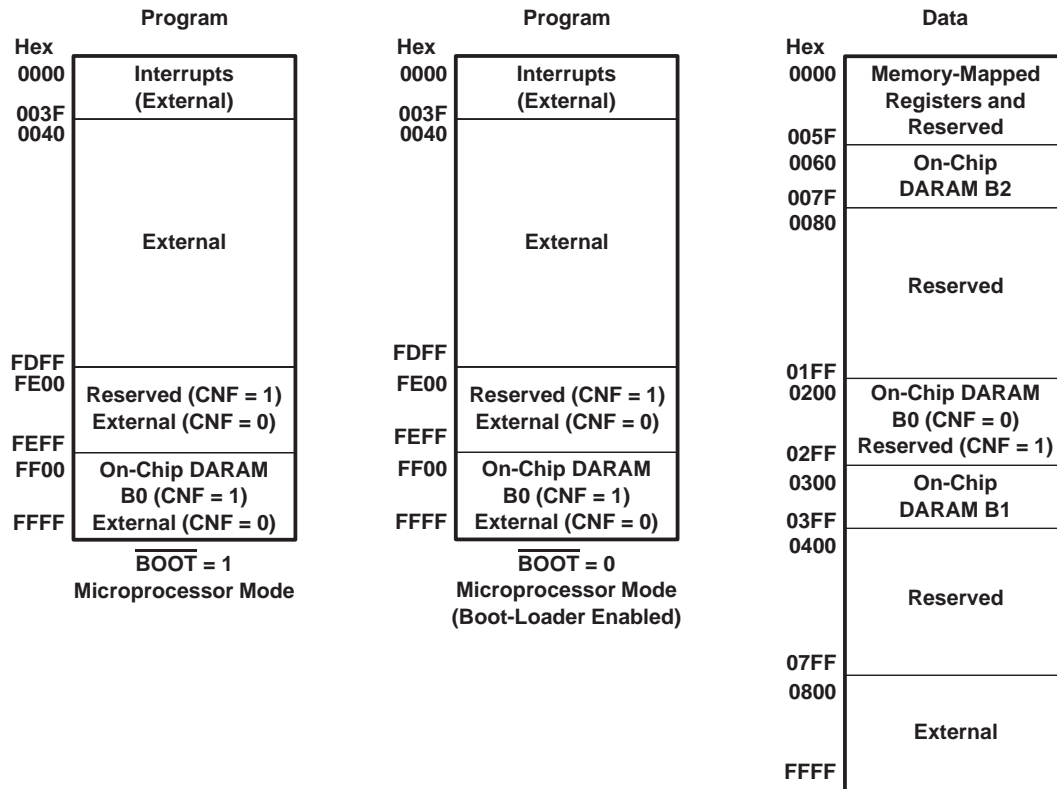 Program
Hex
0000
Interrupts
(External)
003F
0040
External
FDFF
FE00
Reserved (CNF = 1)
External (CNF = 0)
FEFF
FF00
On-Chip DARAM
B0 (CNF = 1)
External (CNF = 0)
FFFF
BOOT = 1
Microprocessor Mode
Program
Hex
0000
Interrupts
(External)
003F
0040
External
FDFF
FE00
Reserved (CNF = 1)
External (CNF = 0)
FEFF
FF00
On-Chip DARAM
B0 (CNF = 1)
External (CNF = 0)
FFFF
BOOT = 0
Microprocessor Mode
(Boot-Loader Enabled)
Data
Hex
0000
Memory-Mapped
Registers and
Reserved
005F
0060
On-Chip
DARAM B2
007F
0080
Reserved
01FF
0200
On-Chip DARAM
B0 (CNF = 0)
Reserved (CNF = 1)
02FF
0300
On-Chip
DARAM B1
03FF
0400
Reserved
07FF
0800
External
FFFF